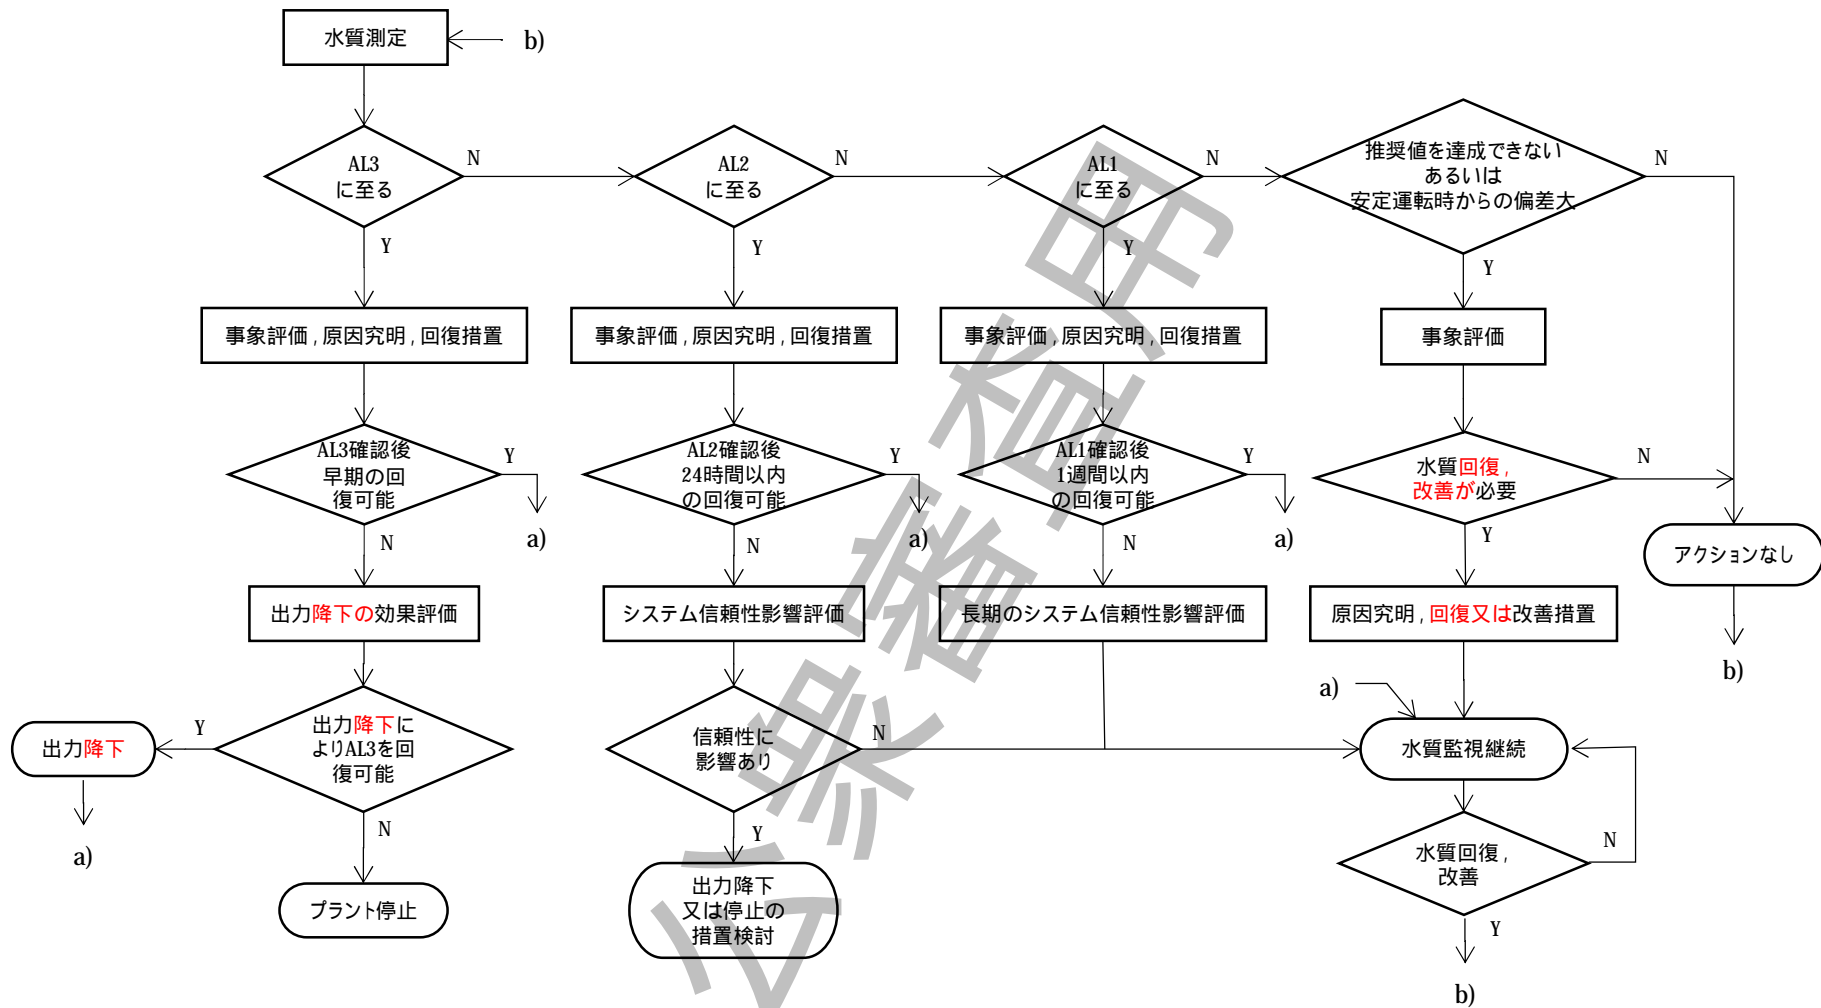 水質測定
b)
AL3
に至る
N
AL2
に至る
N
AL1
に至る
N
推奨値を達成できない
あるいは
安定運転時からの偏差大
N
Y
Y
Y
Y
事象評価,原因究明,回復措置
事象評価,原因究明,回復措置
事象評価,原因究明,回復措置
事象評価
AL3確認後
早期の回
復可能
Y
a)
AL2確認後
24時間以内
の回復可能
Y
a)
AL1確認後
1週間以内
の回復可能
Y
a)
水質回復,
改善が必要
N
N
N
N
Y
アクションなし
b)
出力降下の効果評価
システム信頼性影響評価
長期のシステム信頼性影響評価
原因究明,回復又は改善措置
a)
出力降下
Y
出力降下に
よりAL3を回
復可能
信頼性に
影響あり
N
水質監視継続
a)
N
Y
プラント停止
出力降下
又は停止の
措置検討
水質回復,
改善
N
Y
b)
公衆審査用